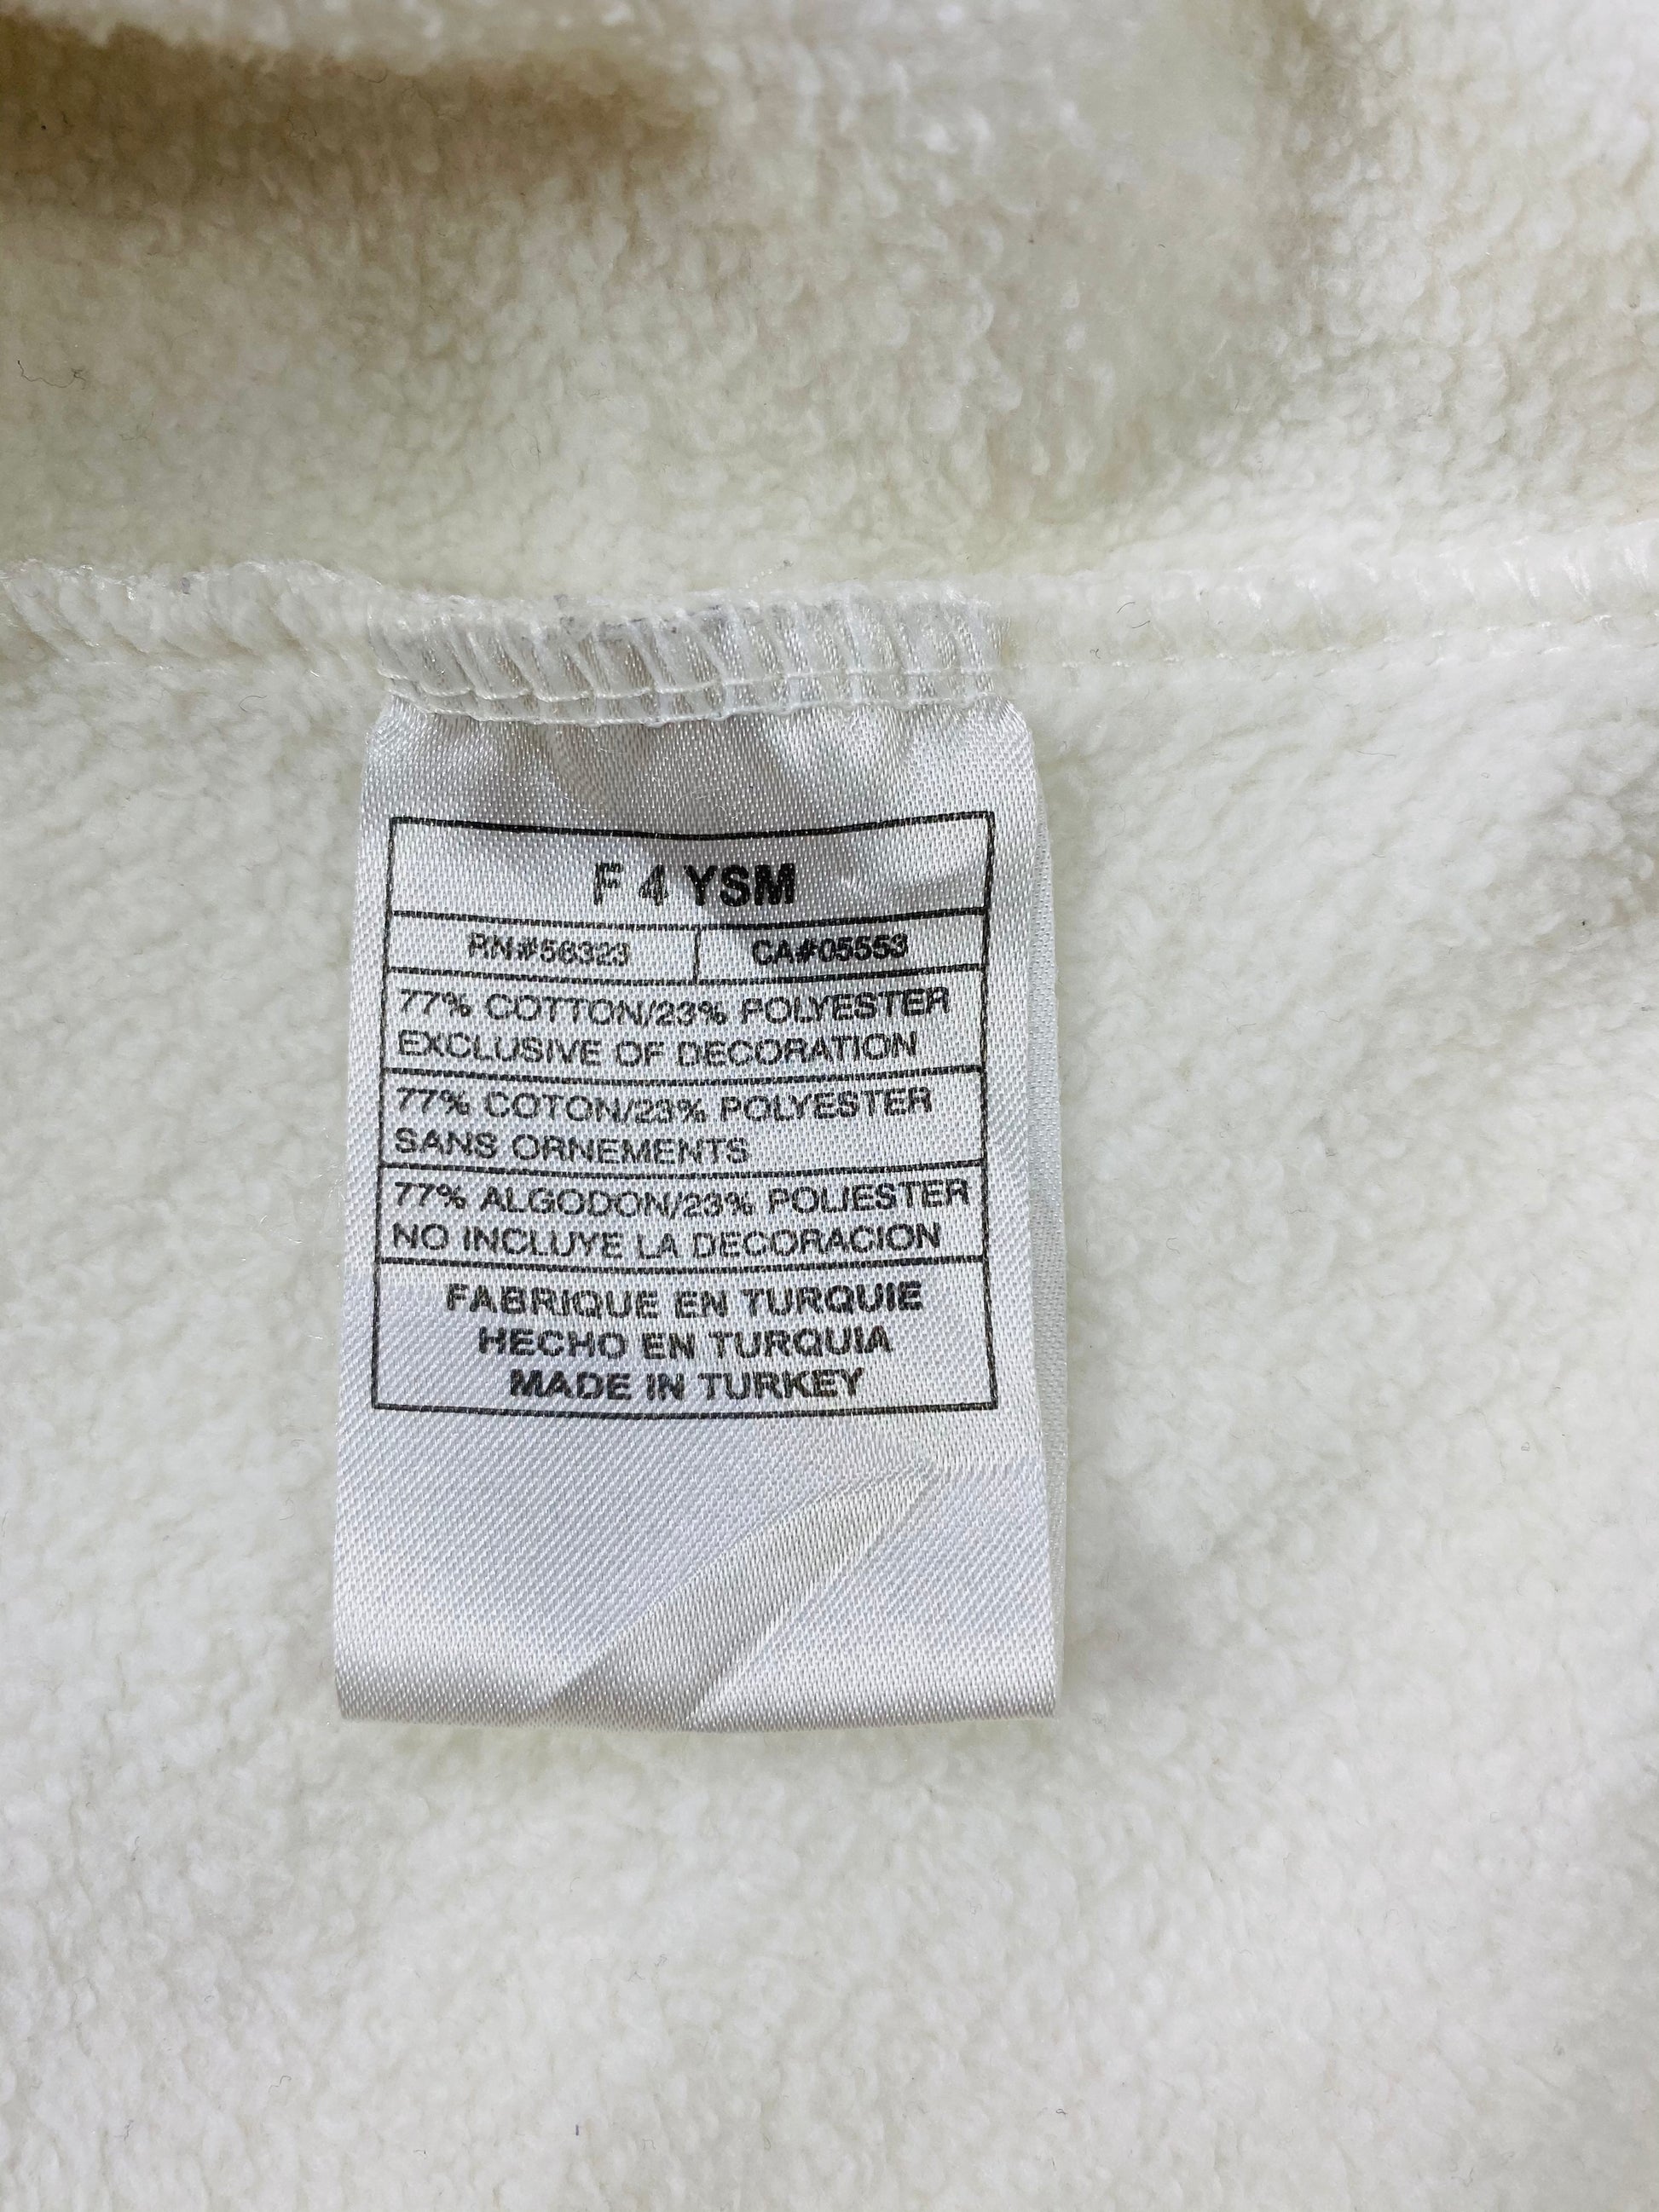 F 4 YSM
RN#56323 CA#05553
77% COTTON/23% POLYESTER
EXCLUSIVE OF DECORATION
77% COTON/23% POLYESTER
SANS ORNEMENTS
77% ALGODON/23% POLIESTER
NO INCLUYE LA DECORACION
FABRIQUE EN TURQUIE
HECHO EN TURQUIA
MADE IN TURKEY